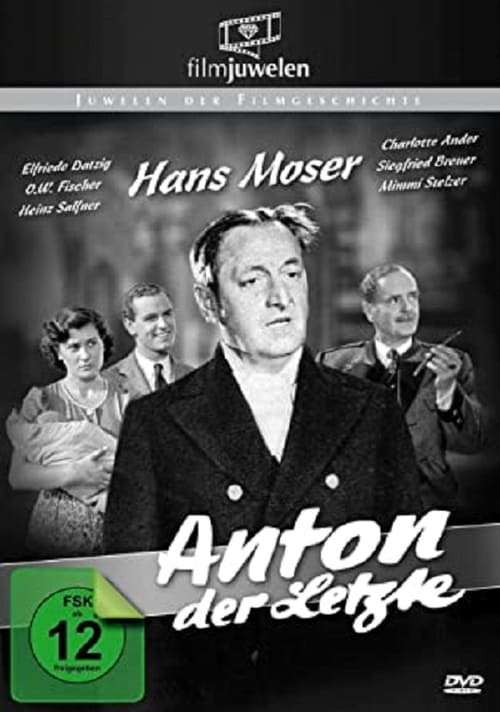 filmjuwelen
JUWELEN DER FILMGESCHICHTE
Elfriede Datzig
O.W. Fischer
Heinz Salfner
Hans Moser
Charlotte Ander
Siegfried Breuer
Mimmi Stelzer
Anton
der Letzte
FSK
ab
12
freigegeben
DVD
VIDEO